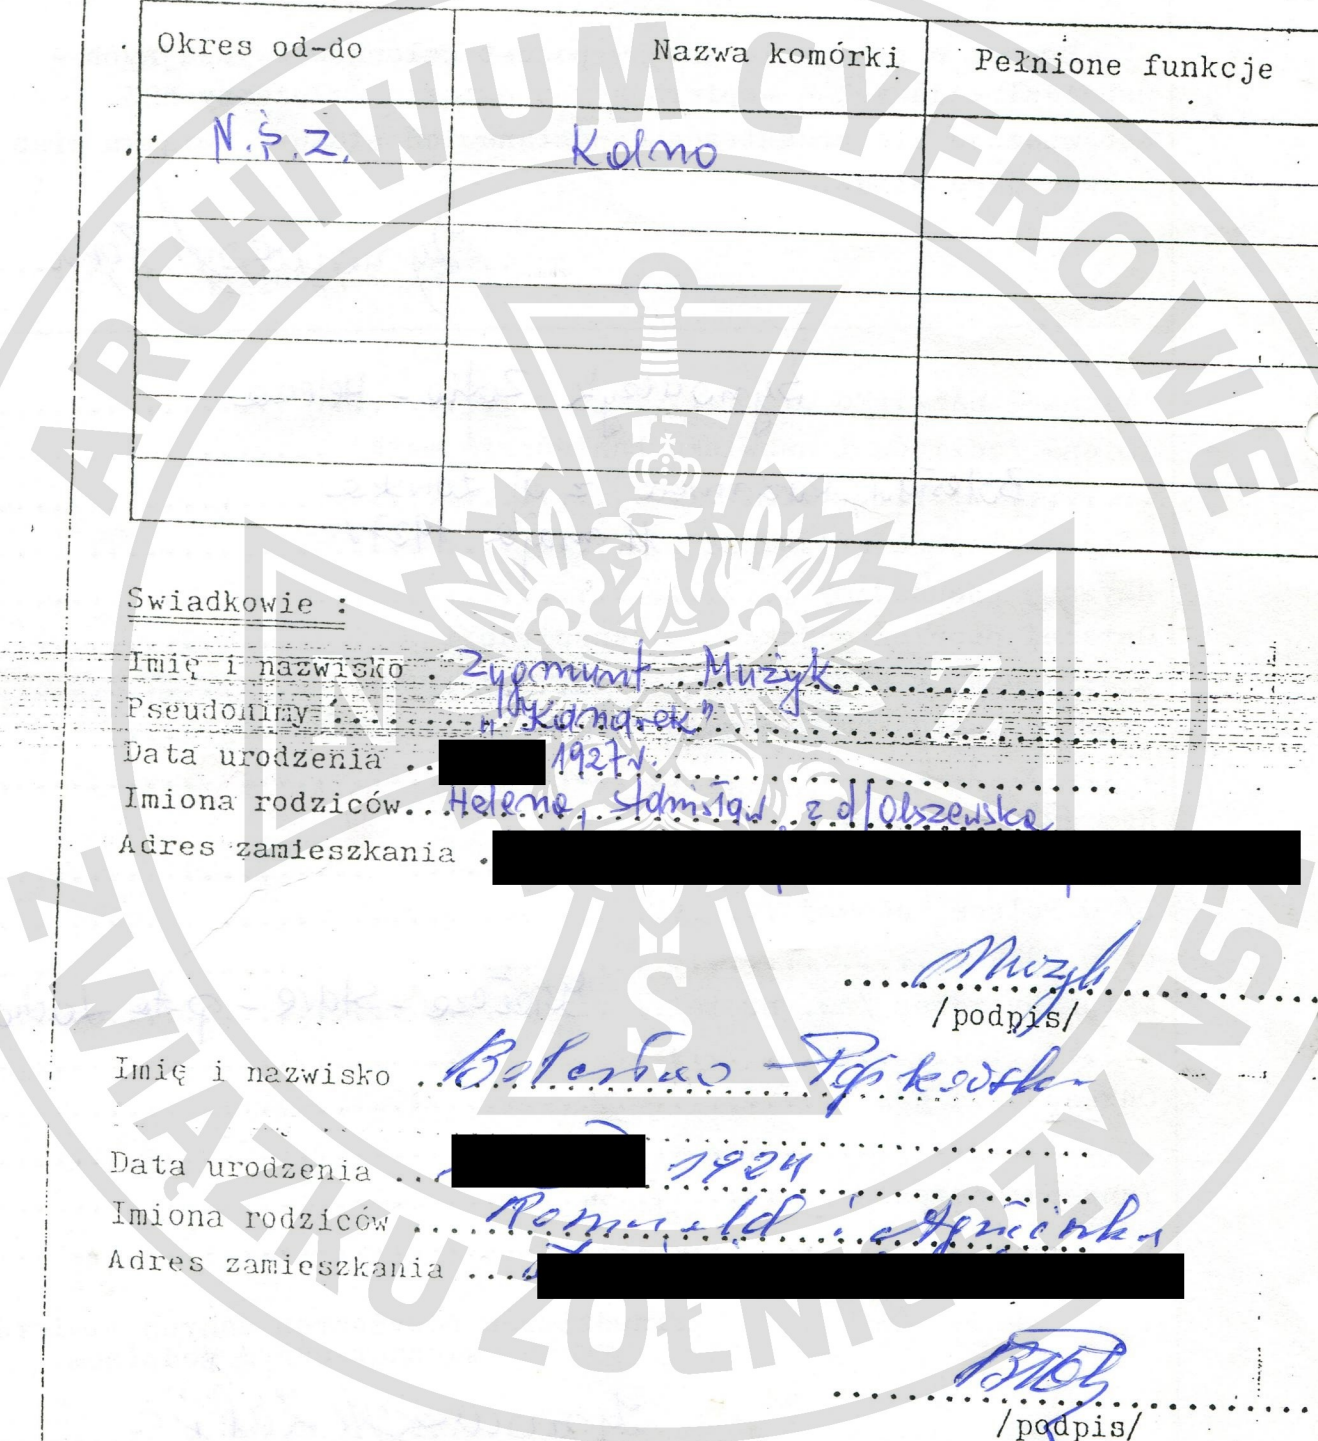 Okres od-do Nazwa komórki Pełnione funkcje
N.S.Z. Kolno
Swiadkowie :
Imię i nazwisko . Zygmunt Mużyk
Pseudonimy "Kanarek"
Data urodzenia .. 1927r.
Imiona rodziców.. Helena, Stanisław z d/Olszewska
Adres zamieszkania .
Mużyk
/podpis/
Imię i nazwisko .. Bolesław
Data urodzenia .. 1924
Imiona rodziców .... Romuald i Agnieszka
Adres zamieszkania ...
/podpis/
ARCHIWUM CYFROWE
ZWIĄZKU ŻOŁNIERZY NSZ
N S Z